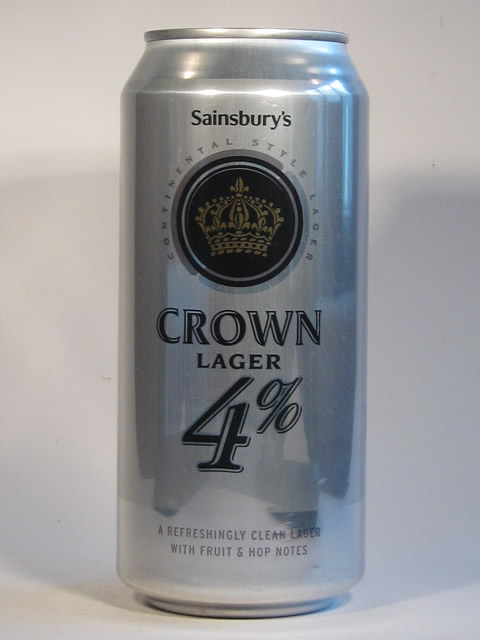 Sainsbury's
CONTINENTAL STYLE LAGER
CROWN
LAGER
4%
A REFRESHINGLY CLEAN LAGER
WITH FRUIT & HOP NOTES